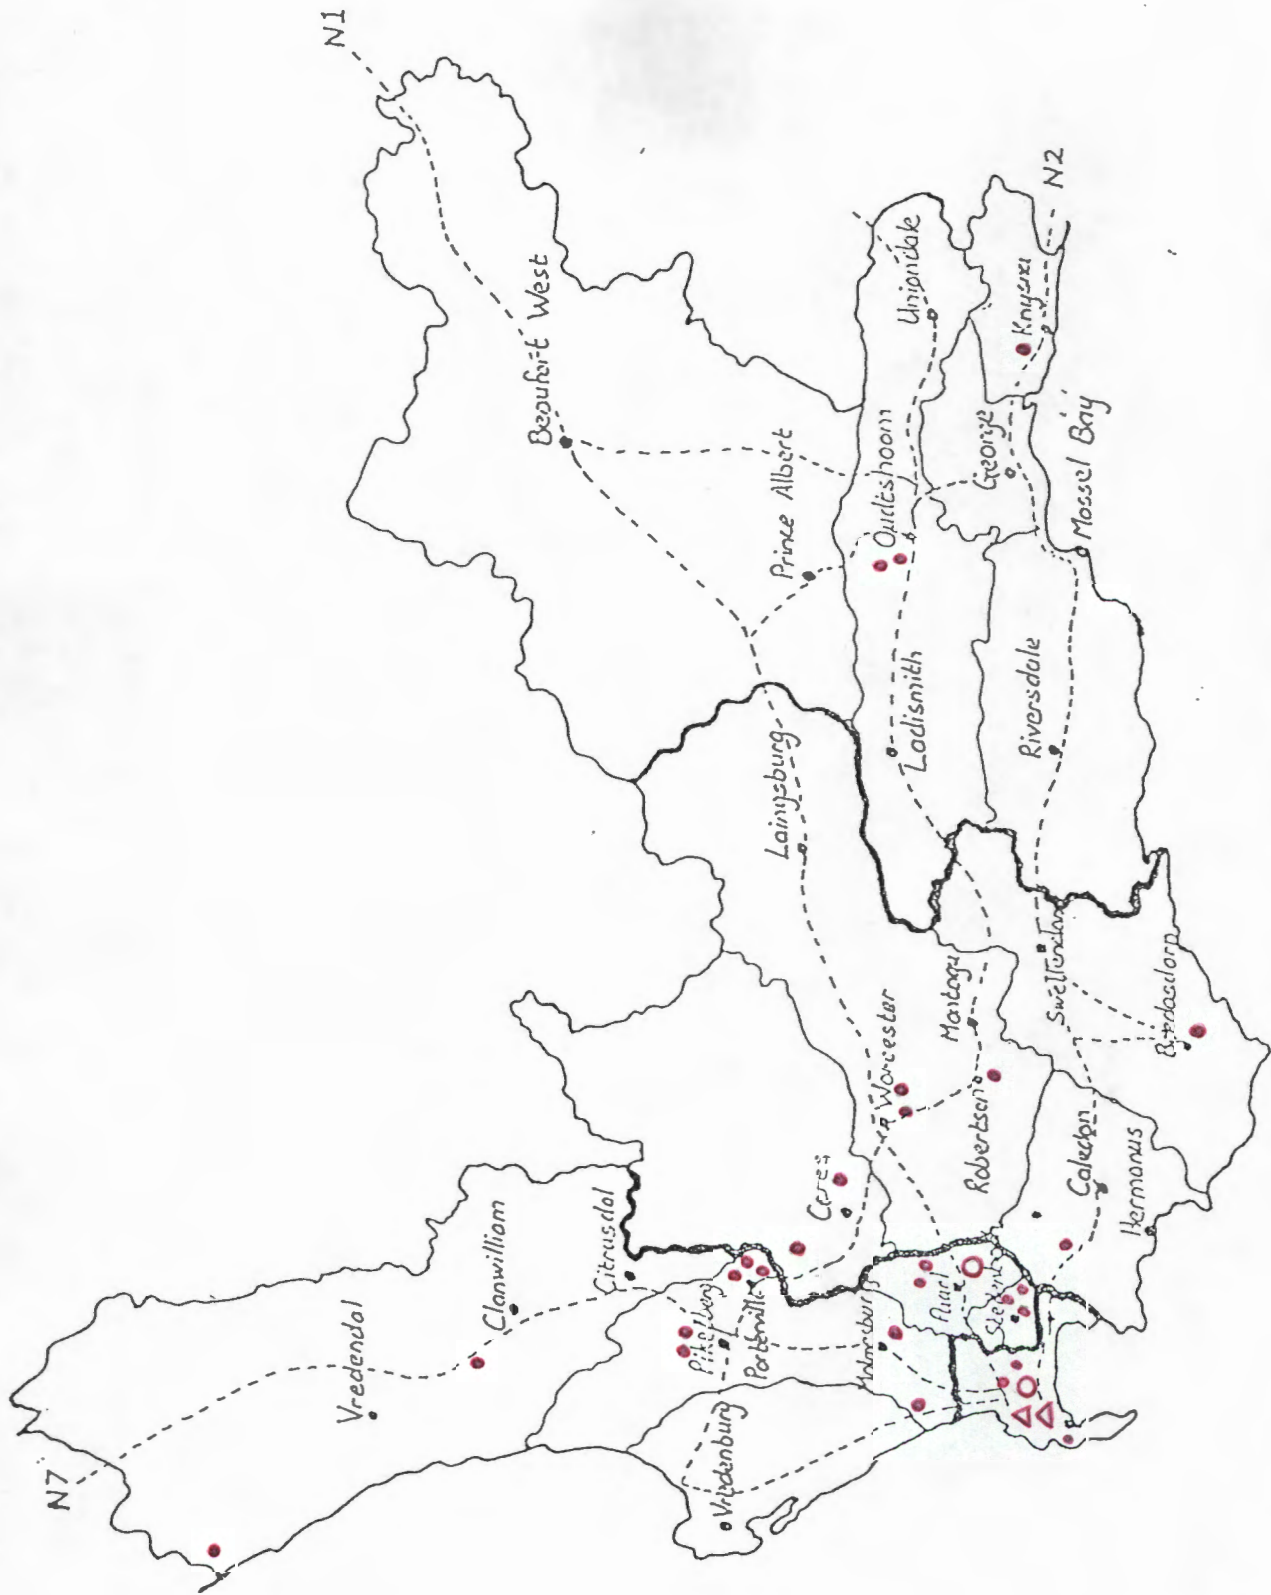 N1
N7
N2
Beaufort West
Vredendal
Clanwilliam
Citrusdal
Prince Albert
Laingsburg
Oudtshoorn
Uniondale
Ladismith
George
Knysna
Mossel Bay
Riversdale
Piketberg
Porterville
Vredenburg
Ceres
Worcester
Montagu
Robertson
Malmesbury
Paarl
Swellendam
Bredasdorp
Caledon
Hermanus